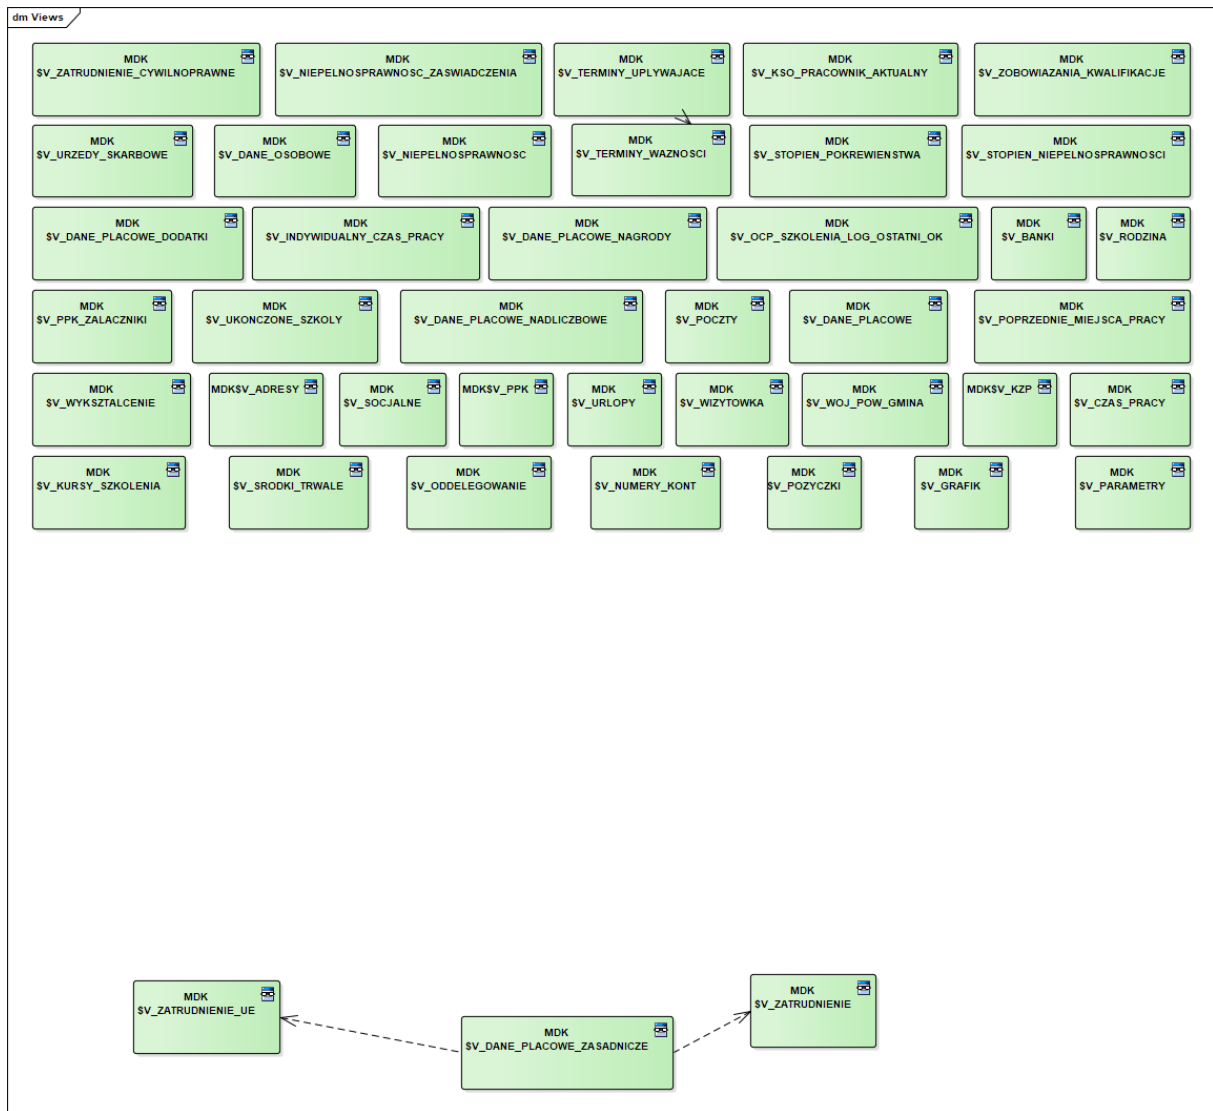 dm Views
MDK
$V_ZATRUDNIENIE_CYWILNOPRAWNE
MDK
$V_NIEPELNOSPRAWNOSC_ZASWIADCZENIA
MDK
$V_TERMINY_UPLYWAJACE
MDK
$V_KSO_PRACOWNIK_AKTUALNY
MDK
$V_ZOBOWIAZANIA_KWALIFIKACJE
MDK
$V_URZEDY_SKARBOWE
MDK
$V_DANE_OSOBOWE
MDK
$V_NIEPELNOSPRAWNOSC
MDK
$V_TERMINY_WAZNOSCI
MDK
$V_STOPIEN_POKREWIENSTWA
MDK
$V_STOPIEN_NIEPELNOSPRAWNOSCI
MDK
$V_DANE_PLACOWE_DODATKI
MDK
$V_INDYWIDUALNY_CZAS_PRACY
MDK
$V_DANE_PLACOWE_NAGRODY
MDK
$V_OCP_SZKOLENIA_LOG_OSTATNI_OK
MDK
$V_BANKI
MDK
$V_RODZINA
MDK
$V_PPK_ZALACZNIKI
MDK
$V_UKONCZONE_SZKOLY
MDK
$V_DANE_PLACOWE_NADLICZBOWE
MDK
$V_POCZTY
MDK
$V_DANE_PLACOWE
MDK
$V_POPRZEDNIE_MIEJSCA_PRACY
MDK
$V_WYKSZTALCENIE
MDK$V_ADRESY
MDK
$V_SOCJALNE
MDK$V_PPK
MDK
$V_URLOPY
MDK
$V_WIZYTOWKA
MDK
$V_WOJ_POW_GMINA
MDK$V_KZP
MDK
$V_CZAS_PRACY
MDK
$V_KURSY_SZKOLENIA
MDK
$V_SRODKI_TRWALE
MDK
$V_ODDELEGOWANIE
MDK
$V_NUMERY_KONT
MDK
$V_POZYCZKI
MDK
$V_GRAFIK
MDK
$V_PARAMETRY
MDK
$V_ZATRUDNIENIE_UE
MDK
$V_DANE_PLACOWE_ZASADNICZE
MDK
$V_ZATRUDNIENIE